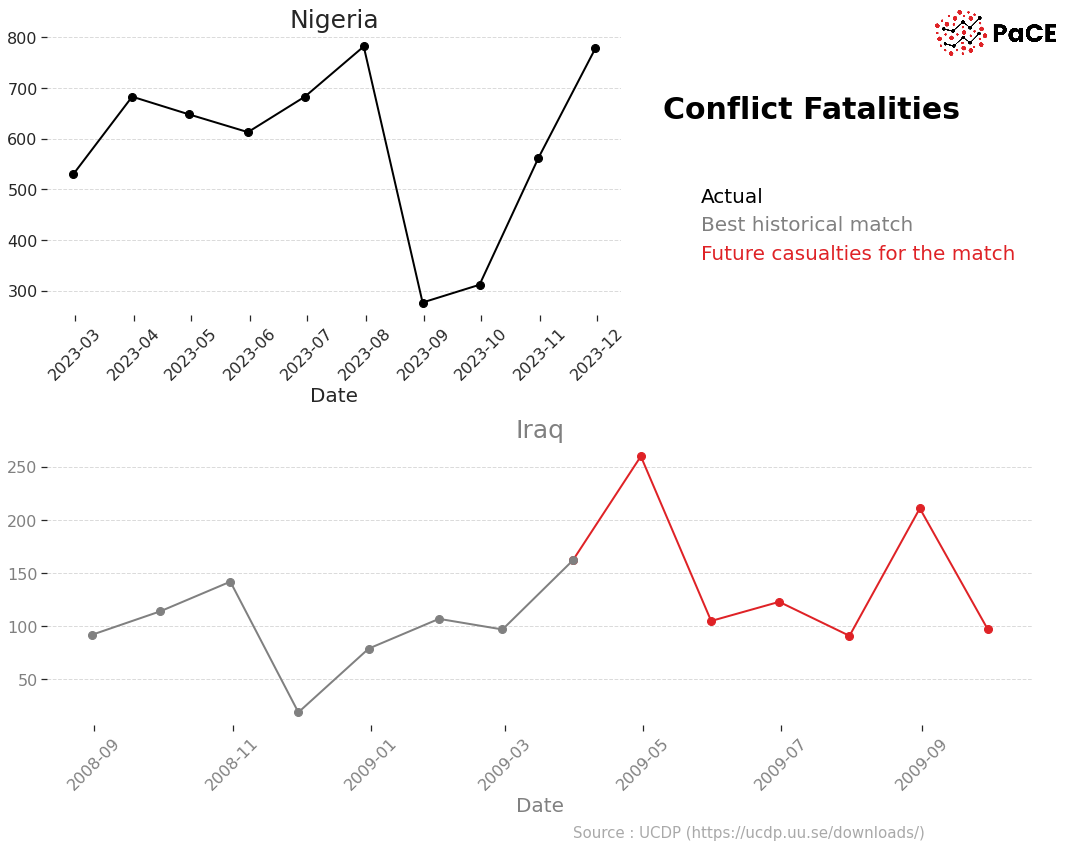 Nigeria
PaCE
Conflict Fatalities
Actual
Best historical match
Future casualties for the match
800
700
600
500
400
300
2023-03
2023-04
2023-05
2023-06
2023-07
2023-08
2023-09
2023-10
2023-11
2023-12
Date
Iraq
250
200
150
100
50
2008-09
2008-11
2009-01
2009-03
2009-05
2009-07
2009-09
Date
Source : UCDP (https://ucdp.uu.se/downloads/)